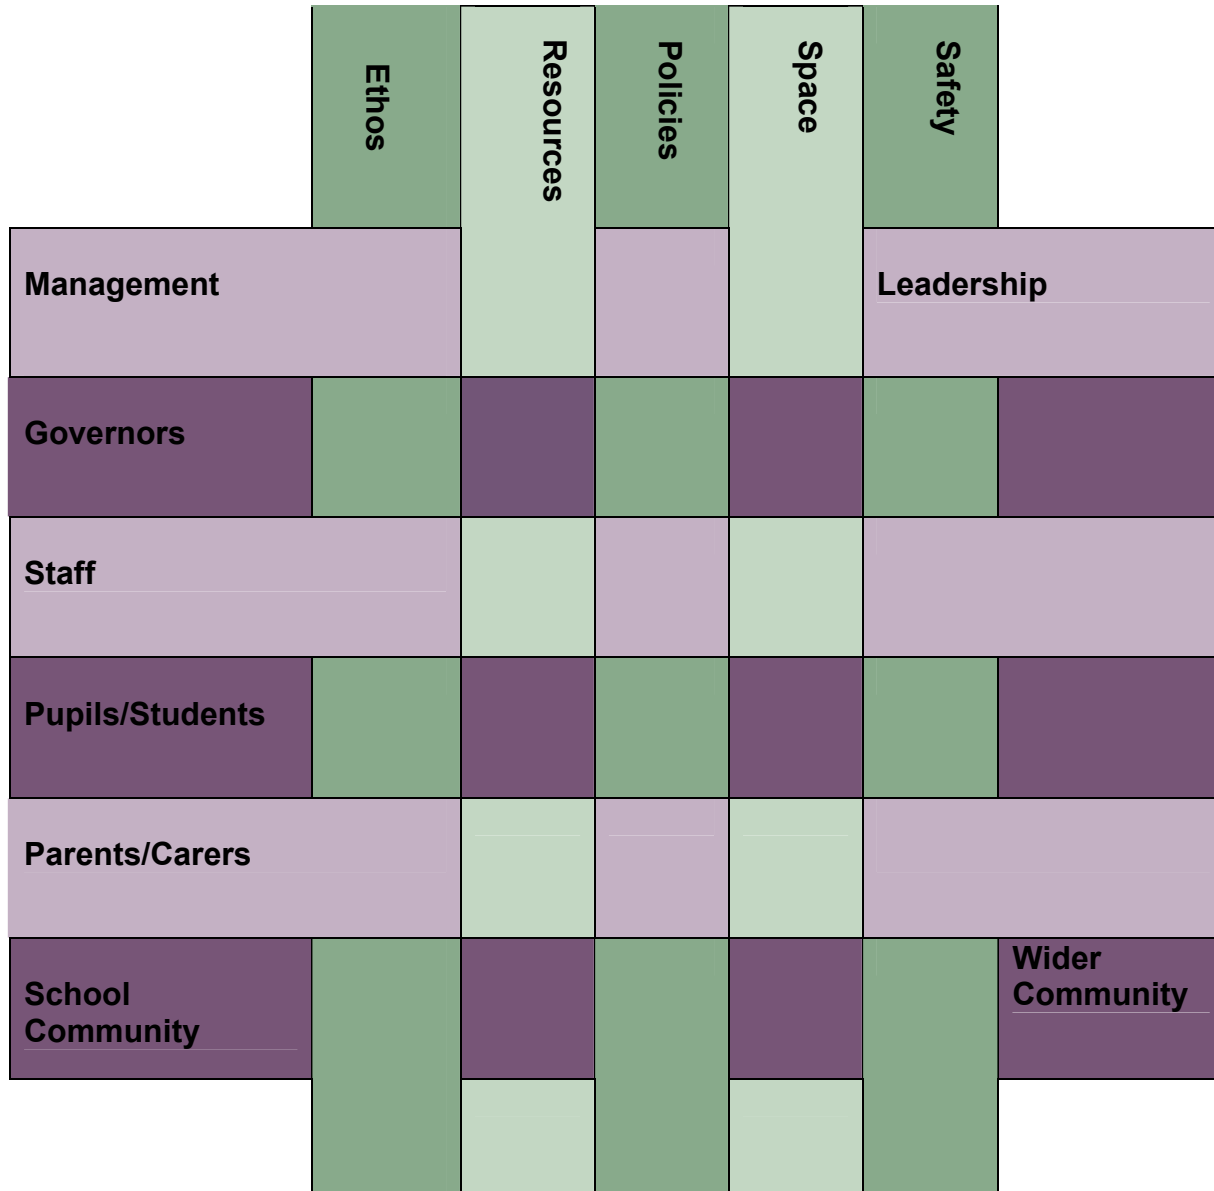 Ethos
Resources
Policies
Space
Safety
Management
Leadership
Governors
Staff
Pupils/Students
Parents/Carers
School
Community
Wider
Community